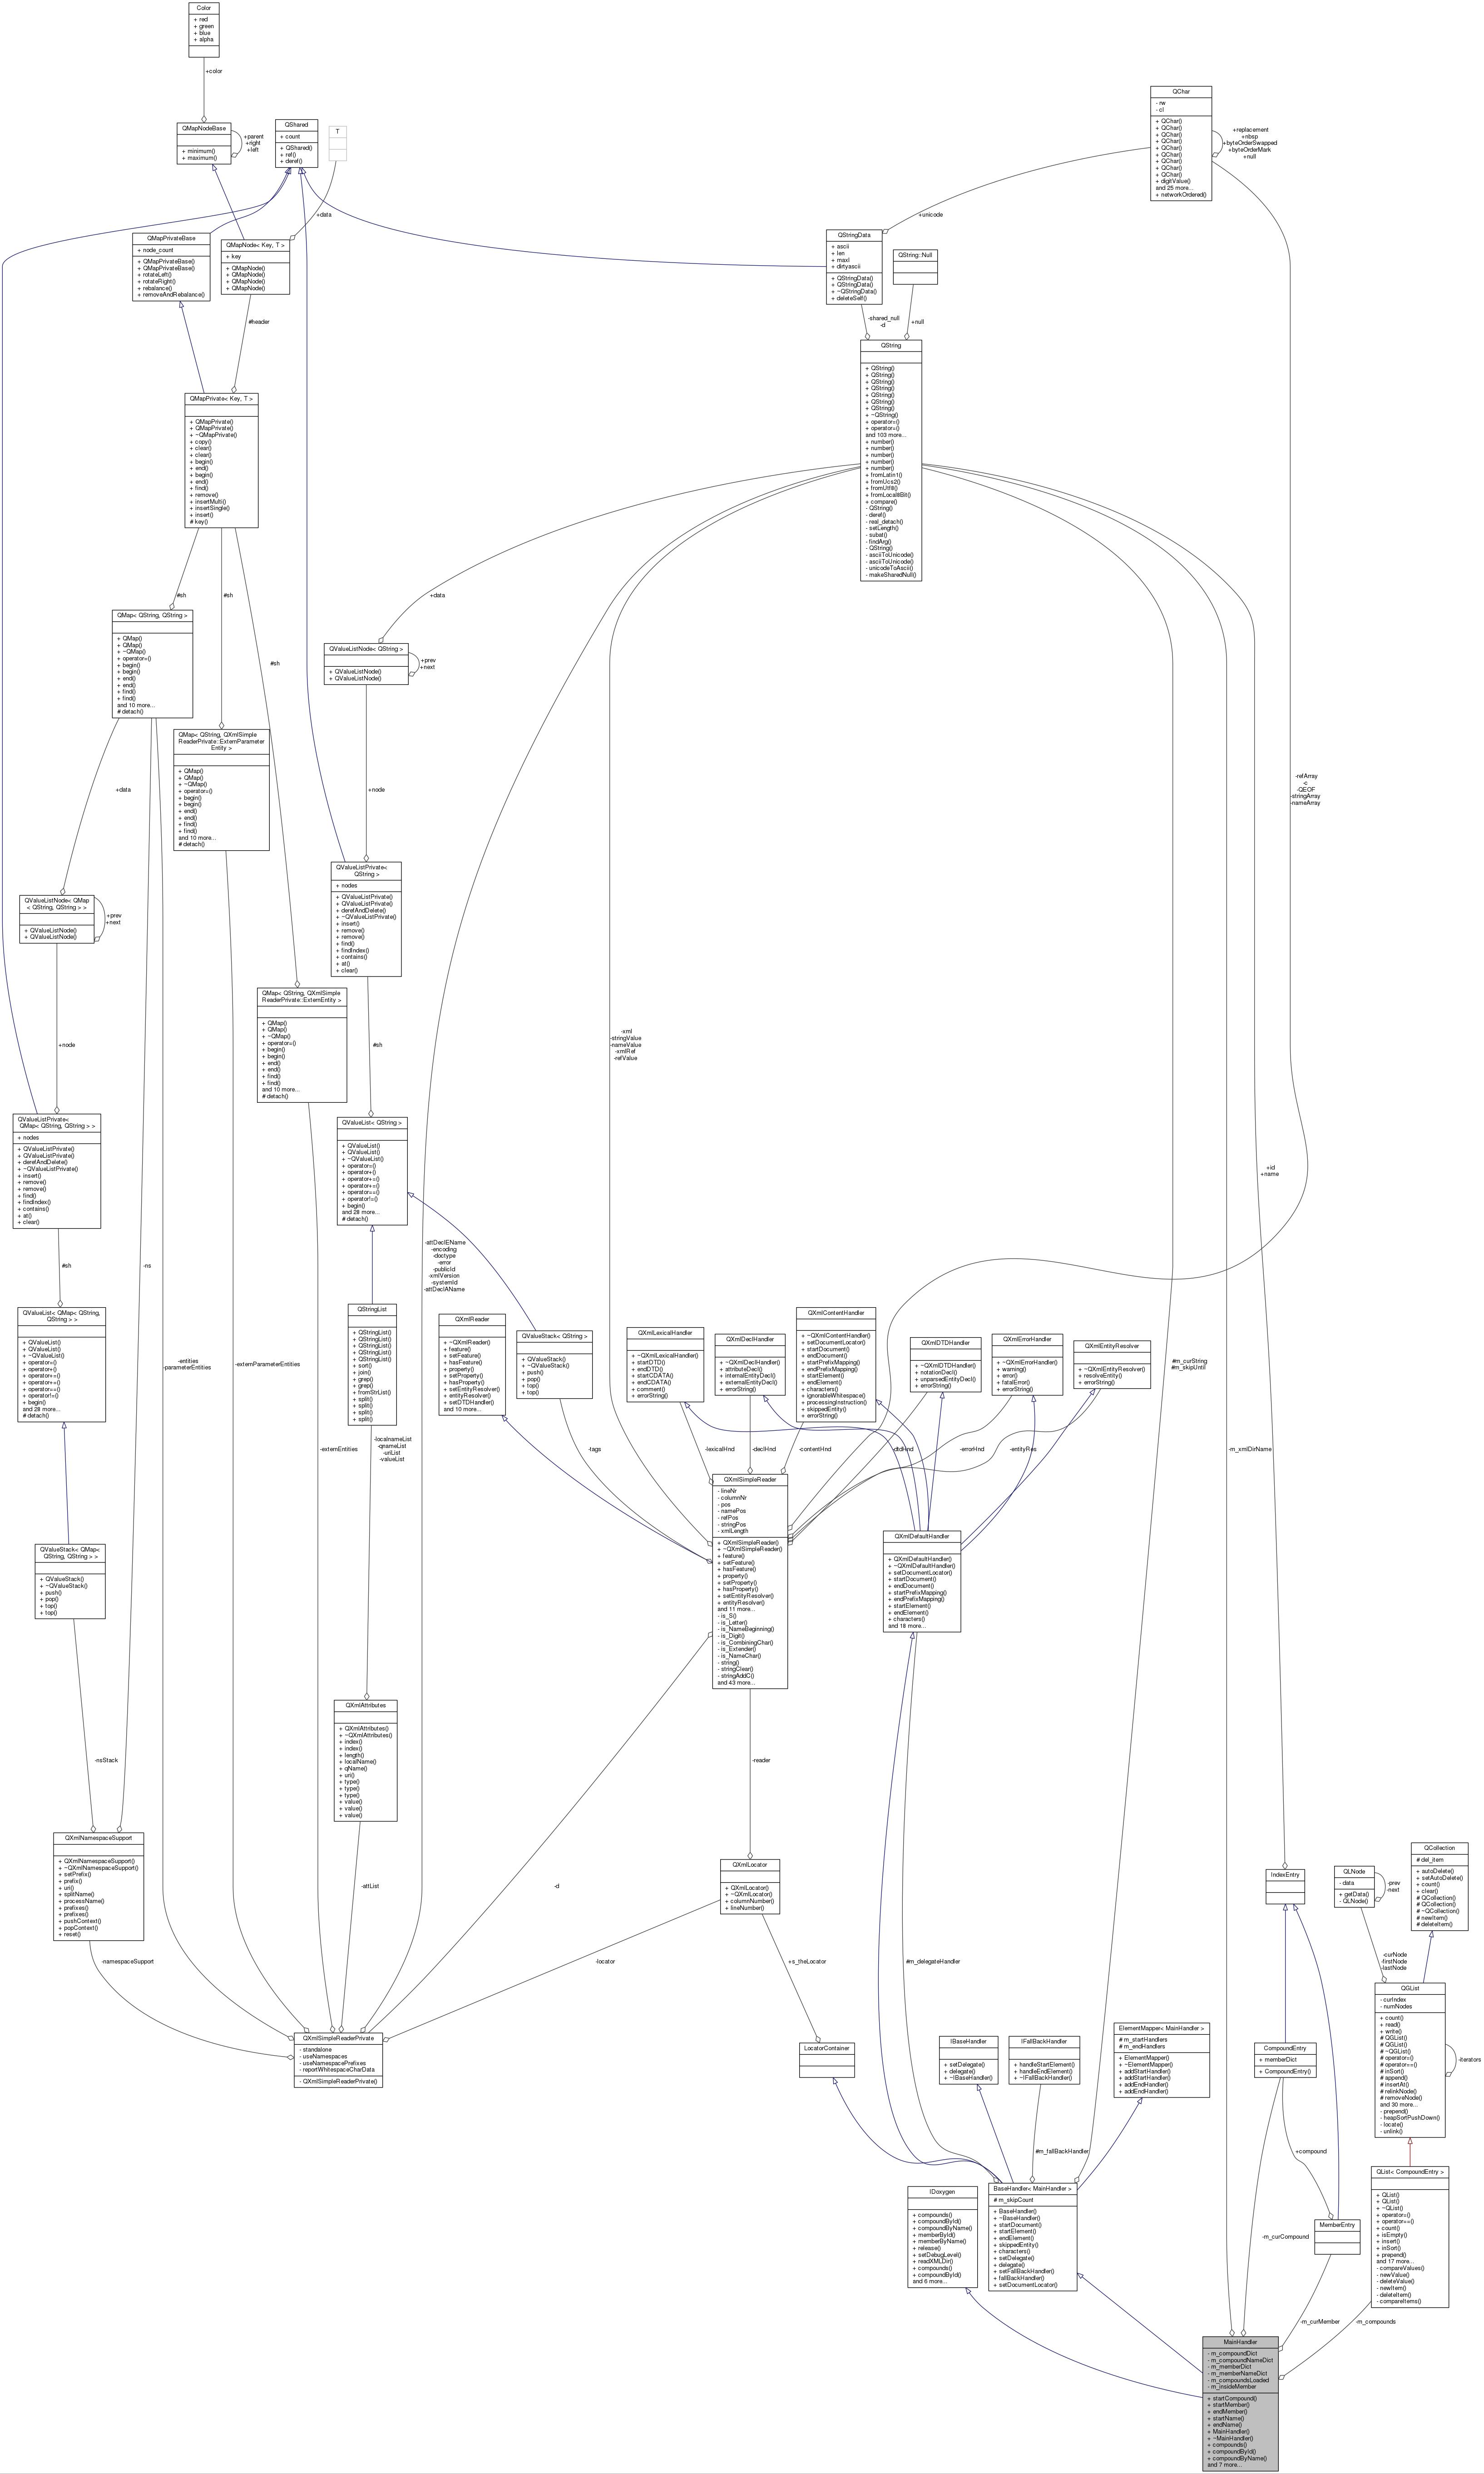 Color
+ red
+ green
+ blue
+ alpha
+color
QMapNodeBase
+ minimum()
+ maximum()
+parent
+right
+left
QShared
+ count
+ QShared()
+ ref()
+ deref()
T
+data
QChar
- rw
- cl
+ QChar()
+ QChar()
+ QChar()
+ QChar()
+ QChar()
+ QChar()
+ QChar()
+ QChar()
+ QChar()
+ digitValue()
and 25 more...
+ networkOrdered()
+replacement
+nbsp
+byteOrderSwapped
+byteOrderMark
+null
+unicode
QMapPrivateBase
+ node_count
+ QMapPrivateBase()
+ QMapPrivateBase()
+ rotateLeft()
+ rotateRight()
+ rebalance()
+ removeAndRebalance()
QMapNode< Key, T >
+ key
+ QMapNode()
+ QMapNode()
+ QMapNode()
+ QMapNode()
#header
QStringData
+ ascii
+ len
+ maxl
+ dirtyascii
+ QStringData()
+ QStringData()
+ ~QStringData()
+ deleteSelf()
QString::Null
-shared_null
-d
+null
QString
+ QString()
+ QString()
+ QString()
+ QString()
+ QString()
+ QString()
+ QString()
+ ~QString()
+ operator=()
+ operator=()
and 103 more...
+ number()
+ number()
+ number()
+ number()
+ number()
+ fromLatin1()
+ fromUcs2()
+ fromUtf8()
+ fromLocal8Bit()
+ compare()
- QString()
- deref()
- real_detach()
- setLength()
- subat()
- findArg()
- QString()
- asciiToUnicode()
- asciiToUnicode()
- unicodeToAscii()
- makeSharedNull()
QMapPrivate< Key, T >
+ QMapPrivate()
+ QMapPrivate()
+ ~QMapPrivate()
+ copy()
+ clear()
+ clear()
+ begin()
+ end()
+ begin()
+ end()
+ find()
+ remove()
+ insertMulti()
+ insertSingle()
+ insert()
# key()
#sh
#sh
#sh
+data
QMap< QString, QString >
+ QMap()
+ QMap()
+ ~QMap()
+ operator=()
+ begin()
+ begin()
+ end()
+ end()
+ find()
+ find()
and 10 more...
# detach()
QValueListNode< QString >
+ QValueListNode()
+ QValueListNode()
+prev
+next
QMap< QString, QXmlSimple
ReaderPrivate::ExternParameter
Entity >
+ QMap()
+ QMap()
+ ~QMap()
+ operator=()
+ begin()
+ begin()
+ end()
+ end()
+ find()
+ find()
and 10 more...
# detach()
+data
+node
-refArray
<
-QEOF
-stringArray
-nameArray
QValueListPrivate<
QString >
+ nodes
+ QValueListPrivate()
+ QValueListPrivate()
+ derefAndDelete()
+ ~QValueListPrivate()
+ insert()
+ remove()
+ remove()
+ find()
+ findIndex()
+ contains()
+ at()
+ clear()
QValueListNode< QMap
< QString, QString > >
+ QValueListNode()
+ QValueListNode()
+prev
+next
QMap< QString, QXmlSimple
ReaderPrivate::ExternEntity >
+ QMap()
+ QMap()
+ ~QMap()
+ operator=()
+ begin()
+ begin()
+ end()
+ end()
+ find()
+ find()
and 10 more...
# detach()
+node
#sh
-xml
-stringValue
-nameValue
-xmlRef
-refValue
QValueListPrivate<
QMap< QString, QString > >
+ nodes
+ QValueListPrivate()
+ QValueListPrivate()
+ derefAndDelete()
+ ~QValueListPrivate()
+ insert()
+ remove()
+ remove()
+ find()
+ findIndex()
+ contains()
+ at()
+ clear()
QValueList< QString >
+ QValueList()
+ QValueList()
+ ~QValueList()
+ operator=()
+ operator+()
+ operator+=()
+ operator+=()
+ operator==()
+ operator!=()
+ begin()
and 28 more...
# detach()
+id
+name
#sh
-ns
-attDeclEName
-encoding
-doctype
-error
-publicId
-xmlVersion
-systemId
-attDeclAName
QValueList< QMap< QString,
QString > >
+ QValueList()
+ QValueList()
+ ~QValueList()
+ operator=()
+ operator+()
+ operator+=()
+ operator+=()
+ operator==()
+ operator!=()
+ begin()
and 28 more...
# detach()
-entities
-parameterEntities
-externParameterEntities
QStringList
+ QStringList()
+ QStringList()
+ QStringList()
+ QStringList()
+ QStringList()
+ sort()
+ join()
+ grep()
+ grep()
+ fromStrList()
+ split()
+ split()
+ split()
+ split()
QXmlReader
+ ~QXmlReader()
+ feature()
+ setFeature()
+ hasFeature()
+ property()
+ setProperty()
+ hasProperty()
+ setEntityResolver()
+ entityResolver()
+ setDTDHandler()
and 10 more...
QValueStack< QString >
+ QValueStack()
+ ~QValueStack()
+ push()
+ pop()
+ top()
+ top()
QXmlLexicalHandler
+ ~QXmlLexicalHandler()
+ startDTD()
+ endDTD()
+ startCDATA()
+ endCDATA()
+ comment()
+ errorString()
QXmlDeclHandler
+ ~QXmlDeclHandler()
+ attributeDecl()
+ internalEntityDecl()
+ externalEntityDecl()
+ errorString()
QXmlContentHandler
+ ~QXmlContentHandler()
+ setDocumentLocator()
+ startDocument()
+ endDocument()
+ startPrefixMapping()
+ endPrefixMapping()
+ startElement()
+ endElement()
+ characters()
+ ignorableWhitespace()
+ processingInstruction()
+ skippedEntity()
+ errorString()
QXmlDTDHandler
+ ~QXmlDTDHandler()
+ notationDecl()
+ unparsedEntityDecl()
+ errorString()
QXmlErrorHandler
+ ~QXmlErrorHandler()
+ warning()
+ error()
+ fatalError()
+ errorString()
QXmlEntityResolver
+ ~QXmlEntityResolver()
+ resolveEntity()
+ errorString()
#m_curString
#m_skipUntil
-externEntities
-localnameList
-qnameList
-uriList
-valueList
-tags
-lexicalHnd
-declHnd
-contentHnd
-dtdHnd
-errorHnd
-entityRes
-m_xmlDirName
QXmlSimpleReader
- lineNr
- columnNr
- pos
- namePos
- refPos
- stringPos
- xmlLength
+ QXmlSimpleReader()
+ ~QXmlSimpleReader()
+ feature()
+ setFeature()
+ hasFeature()
+ property()
+ setProperty()
+ hasProperty()
+ setEntityResolver()
+ entityResolver()
and 11 more...
- is_S()
- is_Letter()
- is_NameBeginning()
- is_Digit()
- is_CombiningChar()
- is_Extender()
- is_NameChar()
- string()
- stringClear()
- stringAddC()
and 43 more...
QXmlDefaultHandler
+ QXmlDefaultHandler()
+ ~QXmlDefaultHandler()
+ setDocumentLocator()
+ startDocument()
+ endDocument()
+ startPrefixMapping()
+ endPrefixMapping()
+ startElement()
+ endElement()
+ characters()
and 18 more...
QValueStack< QMap<
QString, QString > >
+ QValueStack()
+ ~QValueStack()
+ push()
+ pop()
+ top()
+ top()
QXmlAttributes
+ QXmlAttributes()
+ ~QXmlAttributes()
+ index()
+ index()
+ length()
+ localName()
+ qName()
+ uri()
+ type()
+ type()
+ type()
+ value()
+ value()
+ value()
-nsStack
-reader
QXmlNamespaceSupport
+ QXmlNamespaceSupport()
+ ~QXmlNamespaceSupport()
+ setPrefix()
+ prefix()
+ uri()
+ splitName()
+ processName()
+ prefixes()
+ prefixes()
+ pushContext()
+ popContext()
+ reset()
-attList
-d
QXmlLocator
+ QXmlLocator()
+ ~QXmlLocator()
+ columnNumber()
+ lineNumber()
IndexEntry
QLNode
- data
+ getData()
- QLNode()
-prev
-next
QCollection
# del_item
+ autoDelete()
+ setAutoDelete()
+ count()
+ clear()
# QCollection()
# QCollection()
# ~QCollection()
# newItem()
# deleteItem()
-namespaceSupport
-locator
+s_theLocator
#m_delegateHandler
-curNode
-firstNode
-lastNode
QXmlSimpleReaderPrivate
- standalone
- useNamespaces
- useNamespacePrefixes
- reportWhitespaceCharData
- QXmlSimpleReaderPrivate()
LocatorContainer
IBaseHandler
+ setDelegate()
+ delegate()
+ ~IBaseHandler()
IFallBackHandler
+ handleStartElement()
+ handleEndElement()
+ ~IFallBackHandler()
ElementMapper< MainHandler >
# m_startHandlers
# m_endHandlers
+ ElementMapper()
+ ~ElementMapper()
+ addStartHandler()
+ addStartHandler()
+ addEndHandler()
+ addEndHandler()
CompoundEntry
+ memberDict
+ CompoundEntry()
QGList
- curIndex
- numNodes
+ count()
+ read()
+ write()
# QGList()
# QGList()
# ~QGList()
# operator=()
# operator==()
# inSort()
# append()
# insertAt()
# relinkNode()
# removeNode()
and 30 more...
- prepend()
- heapSortPushDown()
- locate()
- unlink()
-iterators
#m_fallBackHandler
+compound
IDoxygen
+ compounds()
+ compoundById()
+ compoundByName()
+ memberById()
+ memberByName()
+ release()
+ setDebugLevel()
+ readXMLDir()
+ compounds()
+ compoundById()
and 6 more...
BaseHandler< MainHandler >
# m_skipCount
+ BaseHandler()
+ ~BaseHandler()
+ startDocument()
+ startElement()
+ endElement()
+ skippedEntity()
+ characters()
+ setDelegate()
+ delegate()
+ setFallBackHandler()
+ fallBackHandler()
+ setDocumentLocator()
-m_curCompound
MemberEntry
QList< CompoundEntry >
+ QList()
+ QList()
+ ~QList()
+ operator=()
+ operator==()
+ count()
+ isEmpty()
+ insert()
+ inSort()
+ prepend()
and 17 more...
- compareValues()
- newValue()
- deleteValue()
- newItem()
- deleteItem()
- compareItems()
-m_curMember
-m_compounds
MainHandler
- m_compoundDict
- m_compoundNameDict
- m_memberDict
- m_memberNameDict
- m_compoundsLoaded
- m_insideMember
+ startCompound()
+ startMember()
+ endMember()
+ startName()
+ endName()
+ MainHandler()
+ ~MainHandler()
+ compounds()
+ compoundById()
+ compoundByName()
and 7 more...